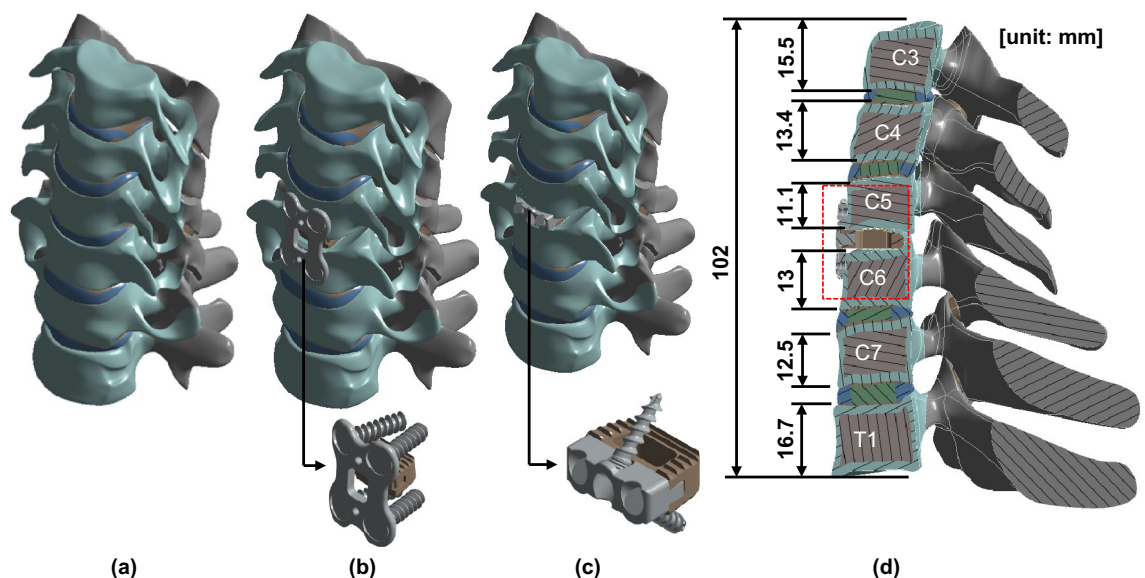 [unit: mm]
102
15.5
13.4
11.1
13
12.5
16.7
C3
C4
C5
C6
C7
T1
(a)
(b)
(c)
(d)